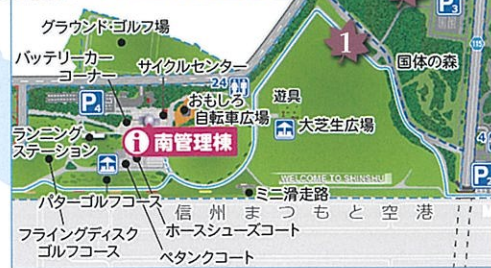 P3
グラウンド・ゴルフ場
1
115
バッテリーカー
コーナー
サイクルセンター
国体の森
24
P4
おもしろ
自転車広場
遊具
大芝生広場
4
ランニング
ステーション
i 南管理棟
P2
WELCOME TO SHINSHU
ミニ滑走路
パターゴルフコース
信州まつもと空港
ホースシューズコート
フライングディスク
ゴルフコース
ペタンクコート